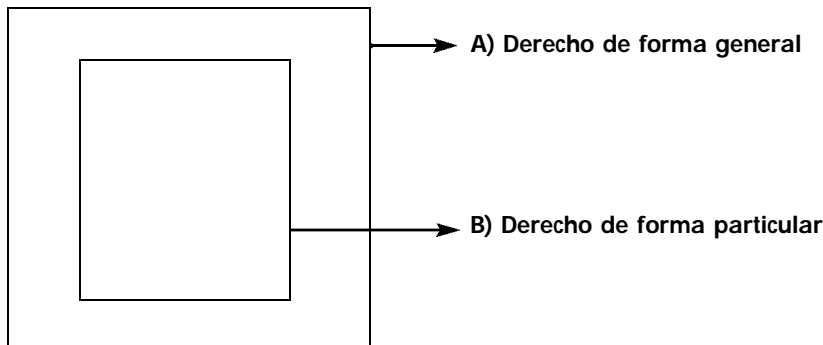 A) Derecho de forma general
B) Derecho de forma particular